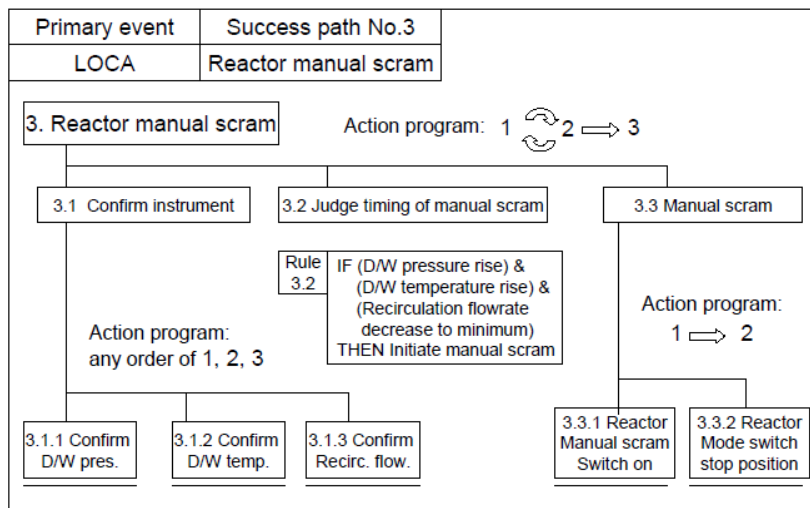 Primary event
Success path No.3
LOCA
Reactor manual scram
3. Reactor manual scram
Action program: 1 2 3
3.1 Confirm instrument
3.2 Judge timing of manual scram
3.3 Manual scram
Rule
3.2
IF (D/W pressure rise) &
(D/W temperature rise) &
(Recirculation flowrate
decrease to minimum)
THEN Initiate manual scram
Action program:
any order of 1, 2, 3
Action program:
1 2
3.1.1 Confirm
D/W pres.
3.1.2 Confirm
D/W temp.
3.1.3 Confirm
Recirc. flow.
3.3.1 Reactor
Manual scram
Switch on
3.3.2 Reactor
Mode switch
stop position